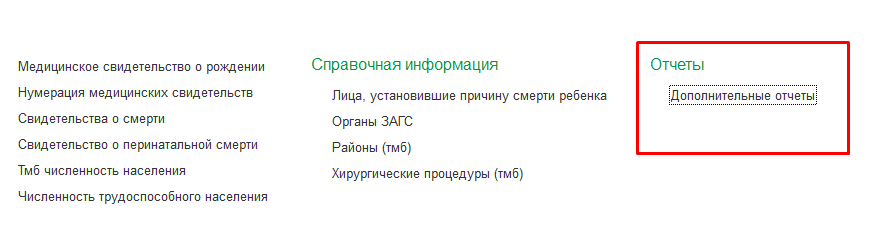 Медицинское свидетельство о рождении
Нумерация медицинских свидетельств
Свидетельства о смерти
Свидетельство о перинатальной смерти
Тмб численность населения
Численность трудоспособного населения
Справочная информация
Лица, установившие причину смерти ребенка
Органы ЗАГС
Районы (тмб)
Хирургические процедуры (тмб)
Отчеты
Дополнительные отчеты